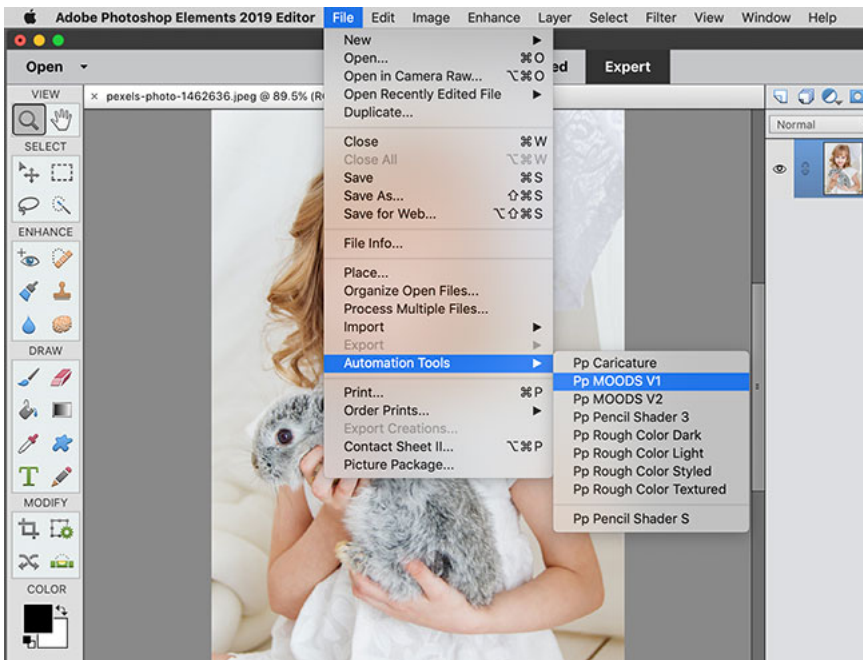 Adobe Photoshop Elements 2019 Editor File Edit Image Enhance Layer Select Filter View Window Help
Open
ed Expert
× pexels-photo-1462636.jpeg @ 89.5%
VIEW
SELECT
ENHANCE
DRAW
T
MODIFY
COLOR
New
Open... ⌘O
Open in Camera Raw... ⌥⌘O
Open Recently Edited File
Duplicate...
Close ⌘W
Close All ⌥⌘W
Save ⌘S
Save As... ⇧⌘S
Save for Web... ⌥⇧⌘S
File Info...
Place...
Organize Open Files...
Process Multiple Files...
Import
Export
Automation Tools
Print... ⌘P
Order Prints...
Export Creations...
Contact Sheet II... ⌥⌘P
Picture Package...
Pp Caricature
Pp MOODS V1
Pp MOODS V2
Pp Pencil Shader 3
Pp Rough Color Dark
Pp Rough Color Light
Pp Rough Color Styled
Pp Rough Color Textured
Pp Pencil Shader S
Normal